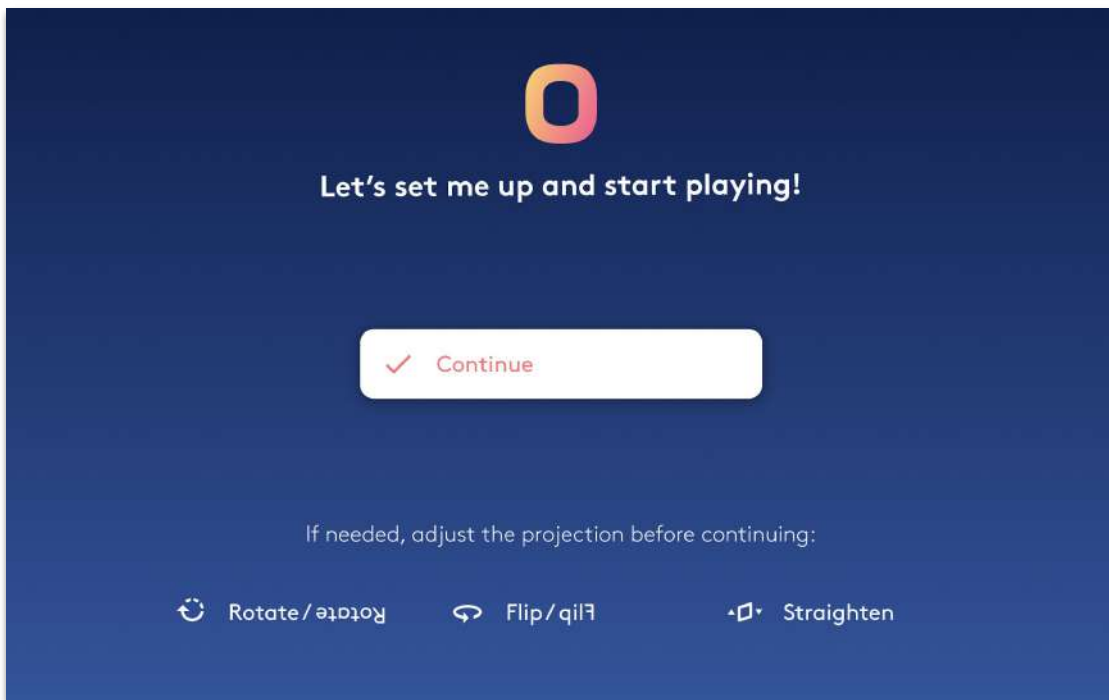 Let's set me up and start playing!
Continue
If needed, adjust the projection before continuing:
Rotate/Rotate Flip/Flip Straighten